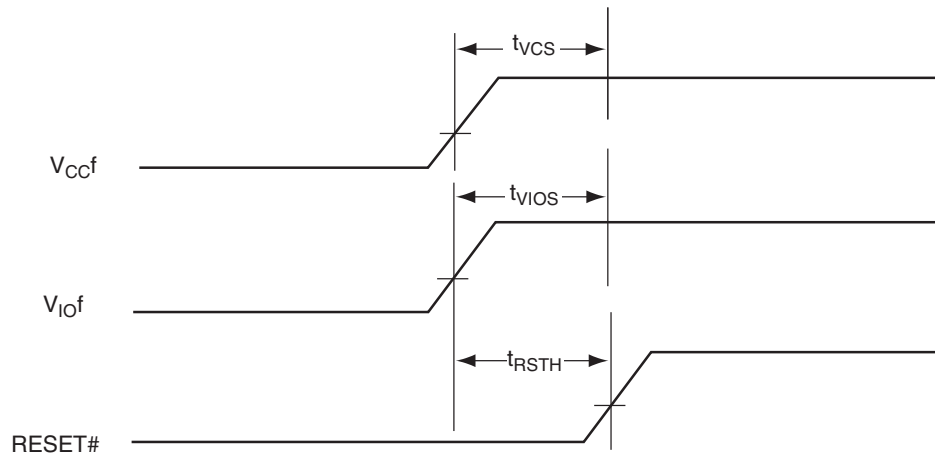 tVCS
VCCf
tVIOS
VIOf
tRSTH
RESET#